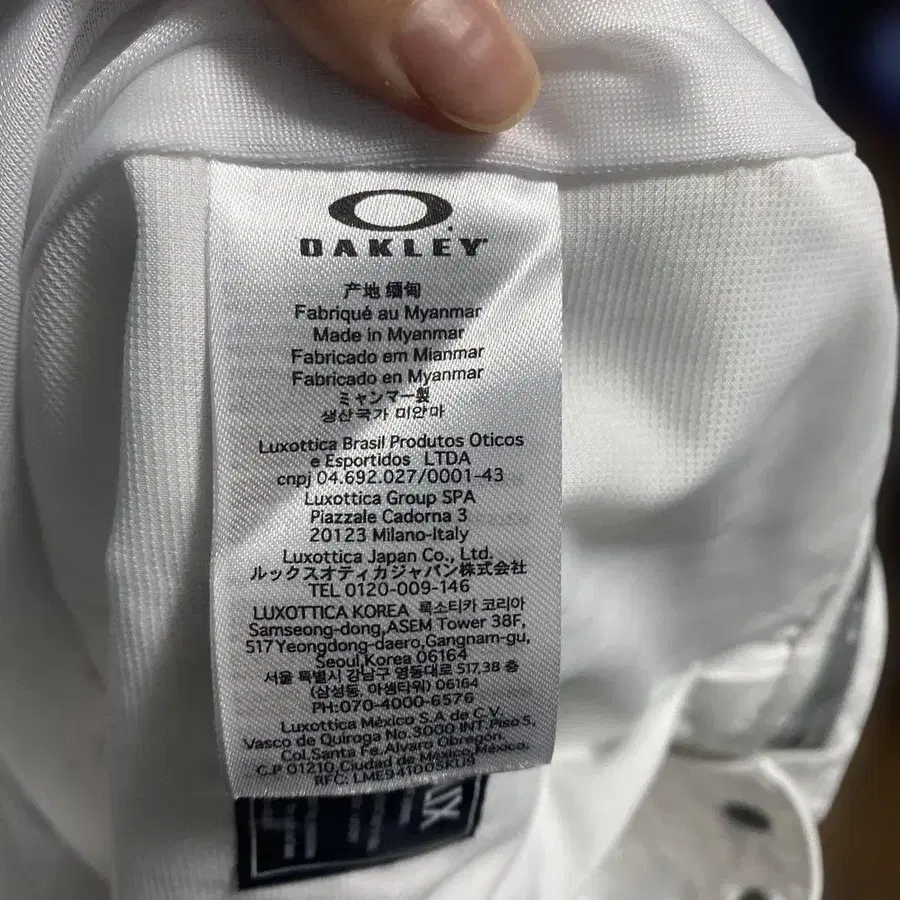 OAKLEY
产地 缅甸
Fabriqué au Myanmar
Made in Myanmar
Fabricado em Mianmar
Fabricado en Myanmar
ミャンマー製
생산국가 미얀마
Luxottica Brasil Produtos Oticos
e Esportidos LTDA
cnpj 04.692.027/0001-43
Luxottica Group SPA
Piazzale Cadorna 3
20123 Milano-Italy
Luxottica Japan Co., Ltd.
ルックスオティカジャパン株式会社
TEL 0120-009-146
LUXOTTICA KOREA 룩소티카 코리아
Samseong-dong,ASEM Tower 38F,
517Yeongdong-daero,Gangnam-gu,
Seoul,Korea 06164
서울 특별시 강남구 영동대로 517,38 층
(삼성동, 아셈타워) 06164
PH:070-4000-6576
Luxottica México S.A de C.V.
Vasco de Quiroga No.3000 INT.Piso 5,
Col.Santa Fe.Alvaro Obregon.
C.P 01210,Ciudad de México,México.
RFC: LME941005KU9